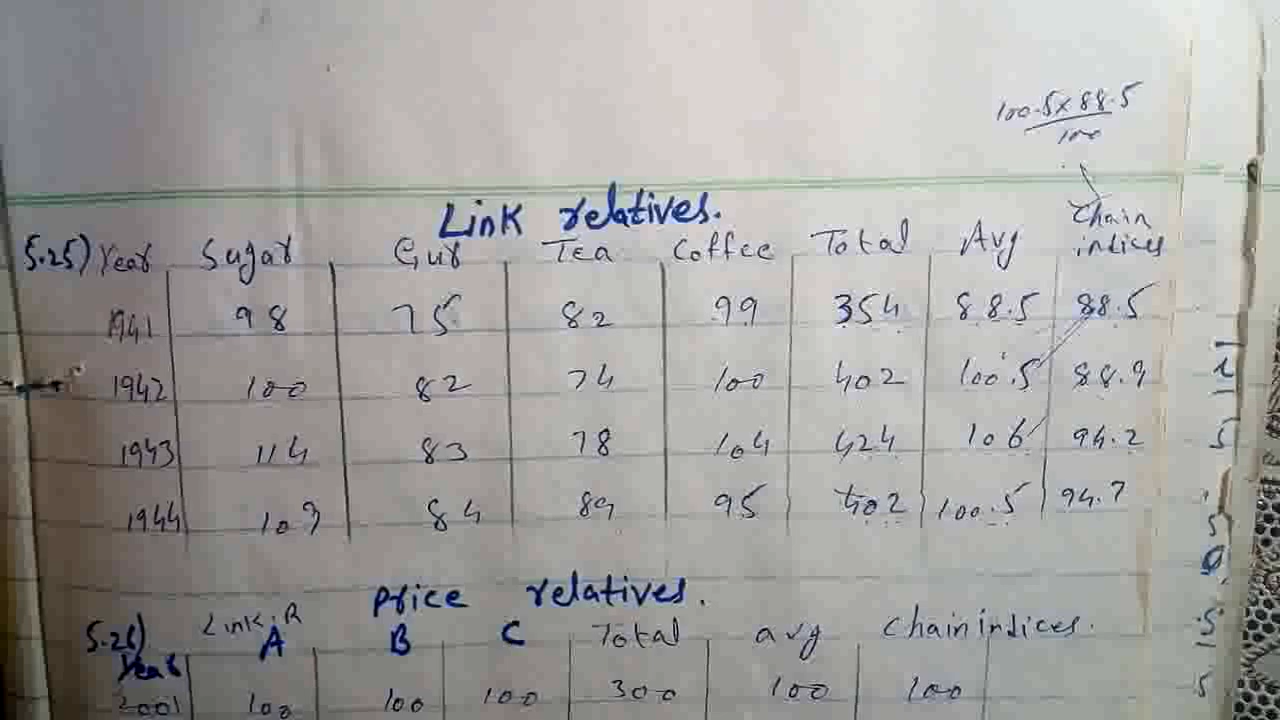 100.5×88.5
100
Link relatives.
5.25) Year Sugar Gur Tea Coffee Total Avg Chain indices
1941 98 75 82 99 354 88.5 88.5
1942 100 82 74 100 402 100.5 88.9
1943 114 83 78 104 424 106 94.2
1944 103 84 89 95 402 100.5 94.7
Price relatives.
5.26) Link.R
Year A B C Total avg Chain indices.
2001 100 100 100 300 100 100